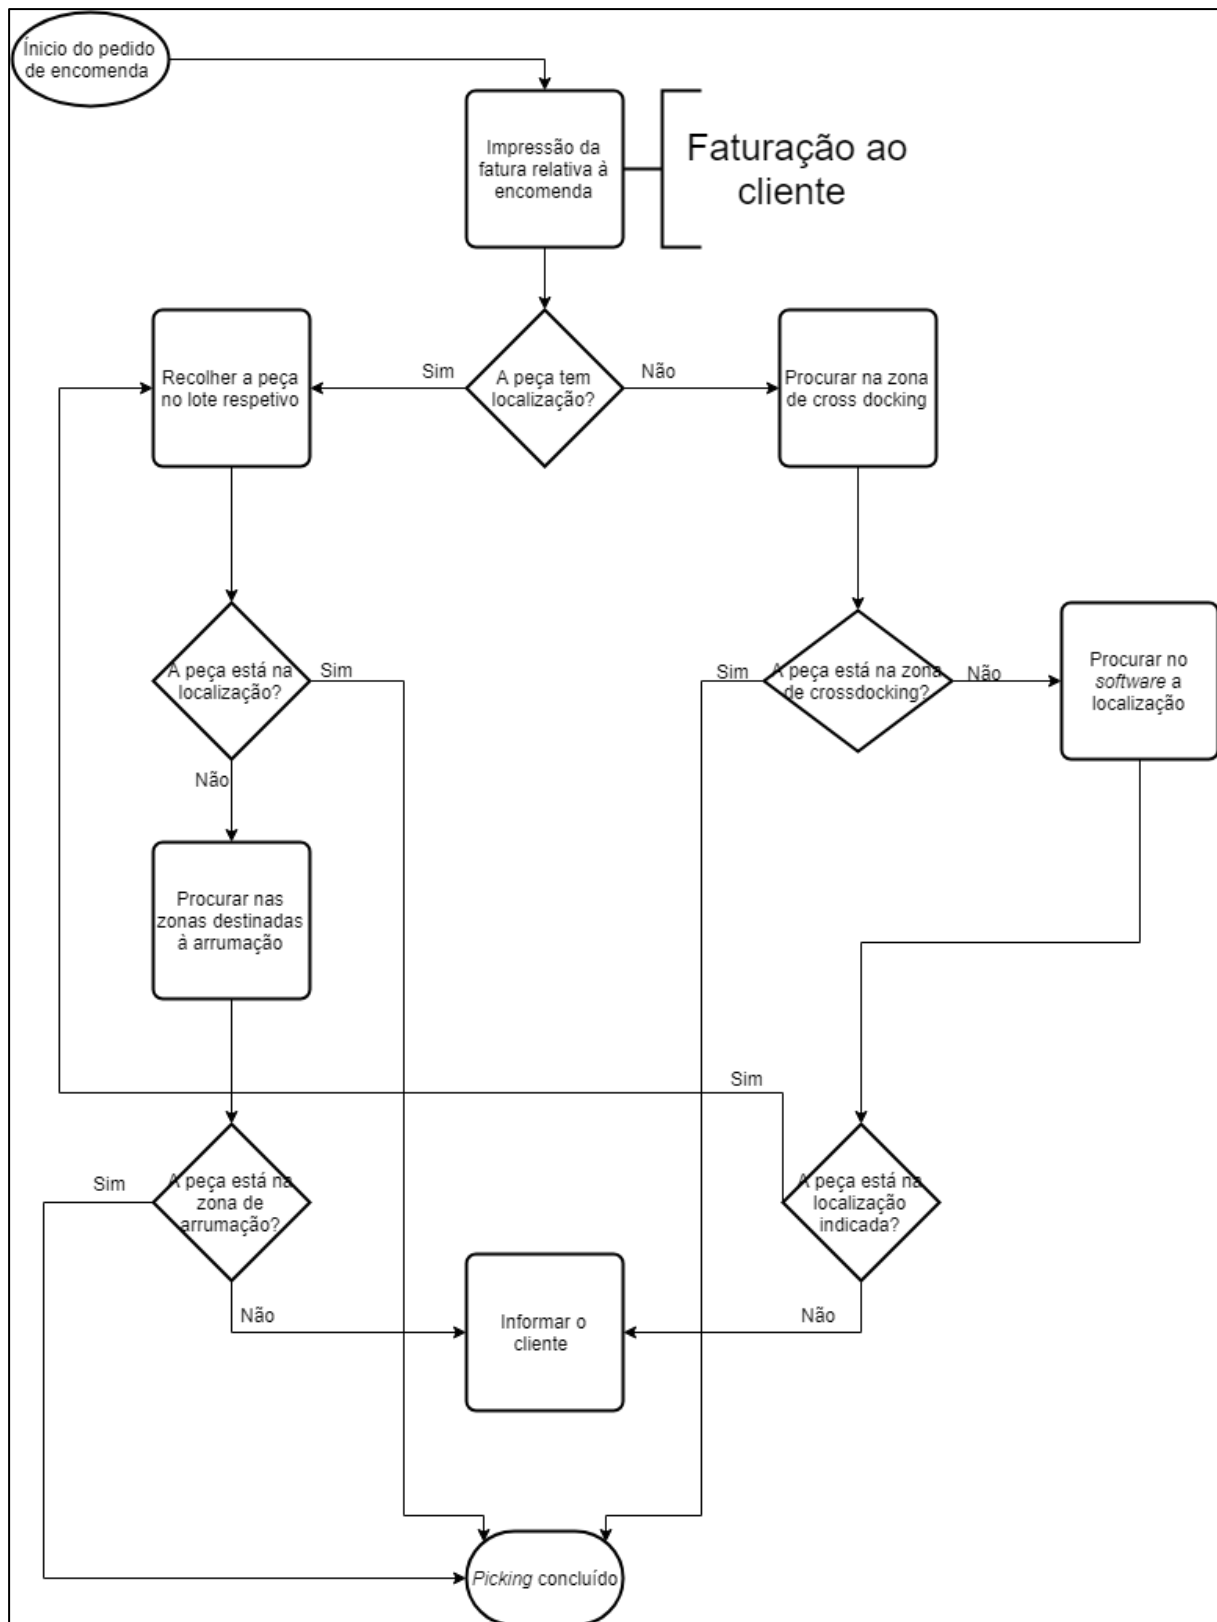 Ínicio do pedido
de encomenda
Impressão da
fatura relativa à
encomenda
Faturação ao
cliente
Recolher a peça
no lote respetivo
Sim
A peça tem
localização?
Não
Procurar na zona
de cross docking
A peça está na
localização?
Sim
Sim
A peça está na zona
de crossdocking?
Não
Procurar no
software a
localização
Não
Procurar nas
zonas destinadas
à arrumação
Sim
Sim
A peça está na
zona de
arrumação?
A peça está na
localização
indicada?
Não
Informar o
cliente
Não
Picking concluído